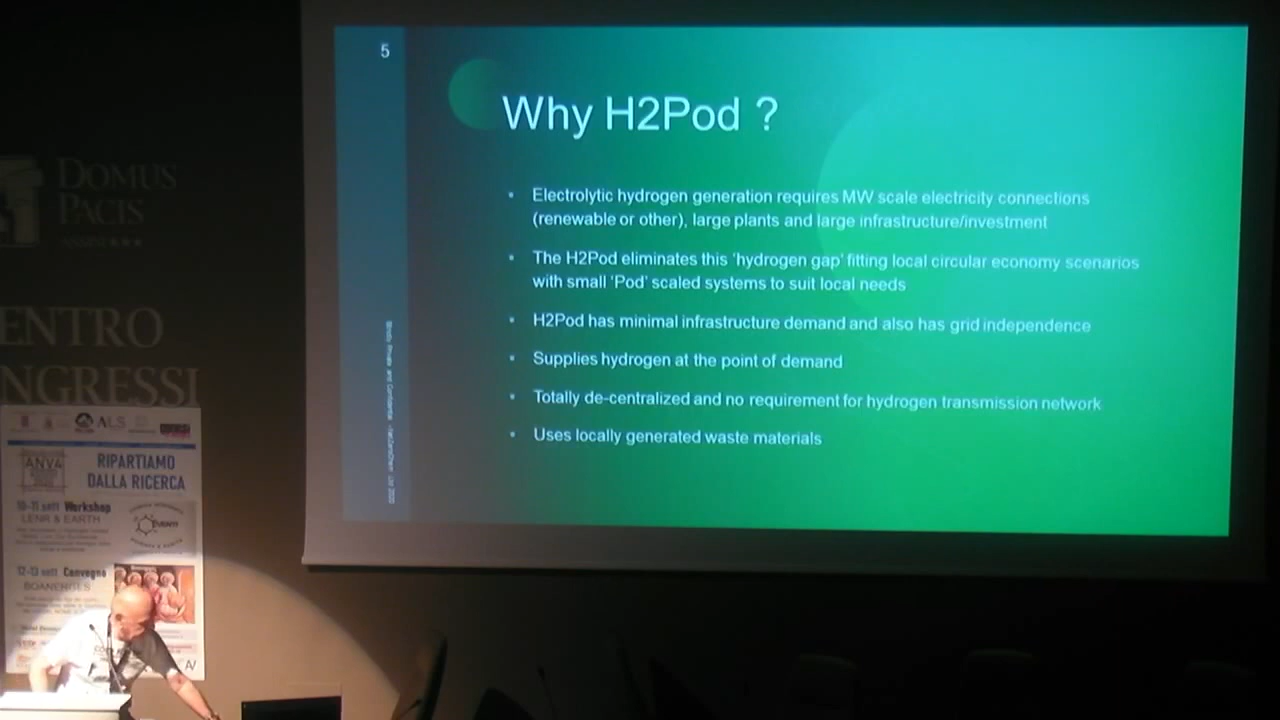 5
Why H2Pod ?
• Electrolytic hydrogen generation requires MW scale electricity connections
(renewable or other), large plants and large infrastructure/investment
• The H2Pod eliminates this 'hydrogen gap' fitting local circular economy scenarios
with small 'Pod' scaled systems to suit local needs
• H2Pod has minimal infrastructure demand and also has grid independence
• Supplies hydrogen at the point of demand
• Totally de-centralized and no requirement for hydrogen transmission network
• Uses locally generated waste materials
DOMUS
PACIS
ENTRO
NGRESSI
ALS
ANVA
RIPARTIAMO
DALLA RICERCA
10-11 sett Workshop
LENR & EARTH
12-13 sett Convegno
BOANERGES